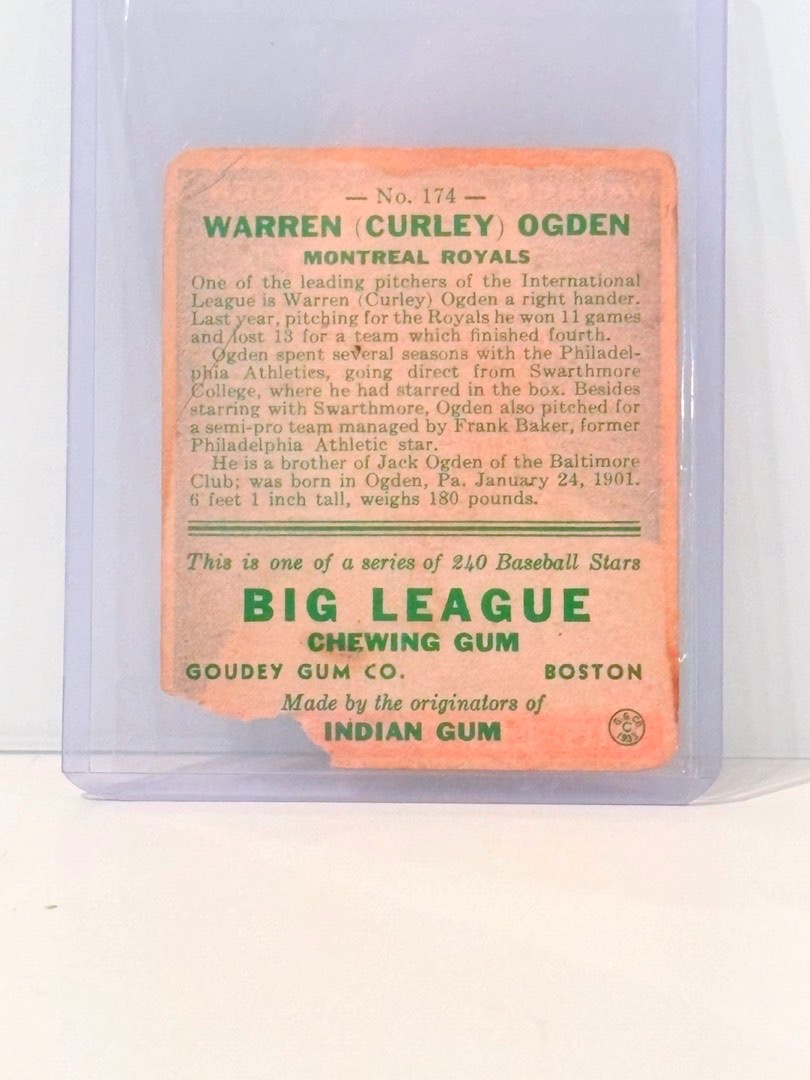 — No. 174 —
WARREN (CURLEY) OGDEN
MONTREAL ROYALS
One of the leading pitchers of the International
League is Warren (Curley) Ogden a right hander.
Last year, pitching for the Royals he won 11 games
and lost 13 for a team which finished fourth.
Ogden spent several seasons with the Philadel-
phia Athletics, going direct from Swarthmore
College, where he had starred in the box. Besides
starring with Swarthmore, Ogden also pitched for
a semi-pro team managed by Frank Baker, former
Philadelphia Athletic star.
He is a brother of Jack Ogden of the Baltimore
Club; was born in Ogden, Pa. January 24, 1901.
6 feet 1 inch tall, weighs 180 pounds.
This is one of a series of 240 Baseball Stars
BIG LEAGUE
CHEWING GUM
GOUDEY GUM CO. BOSTON
Made by the originators of
INDIAN GUM
G.G.CO.
C
1933